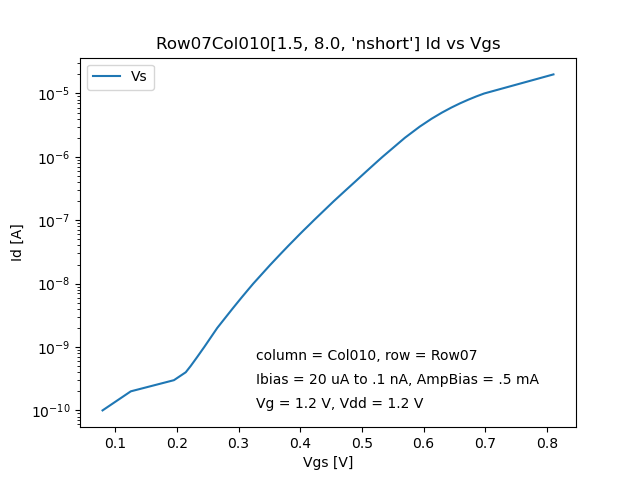 Row07Col010[1.5, 8.0, 'nshort'] Id vs Vgs
Vs
Id [A]
10⁻⁵
10⁻⁶
10⁻⁷
10⁻⁸
10⁻⁹
10⁻¹⁰
column = Col010, row = Row07
Ibias = 20 uA to .1 nA, AmpBias = .5 mA
Vg = 1.2 V, Vdd = 1.2 V
0.1 0.2 0.3 0.4 0.5 0.6 0.7 0.8
Vgs [V]